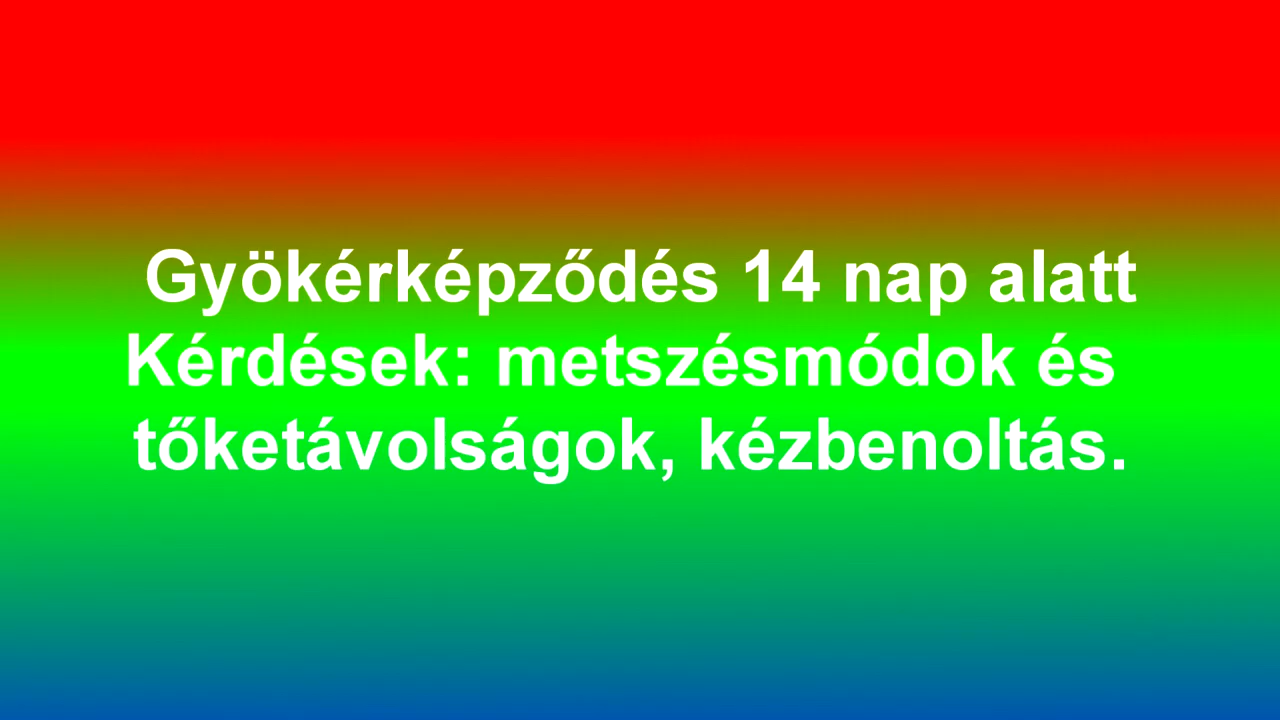 Gyökérképződés 14 nap alatt
Kérdések: metszésmódok és
tőketávolságok, kézbenoltás.